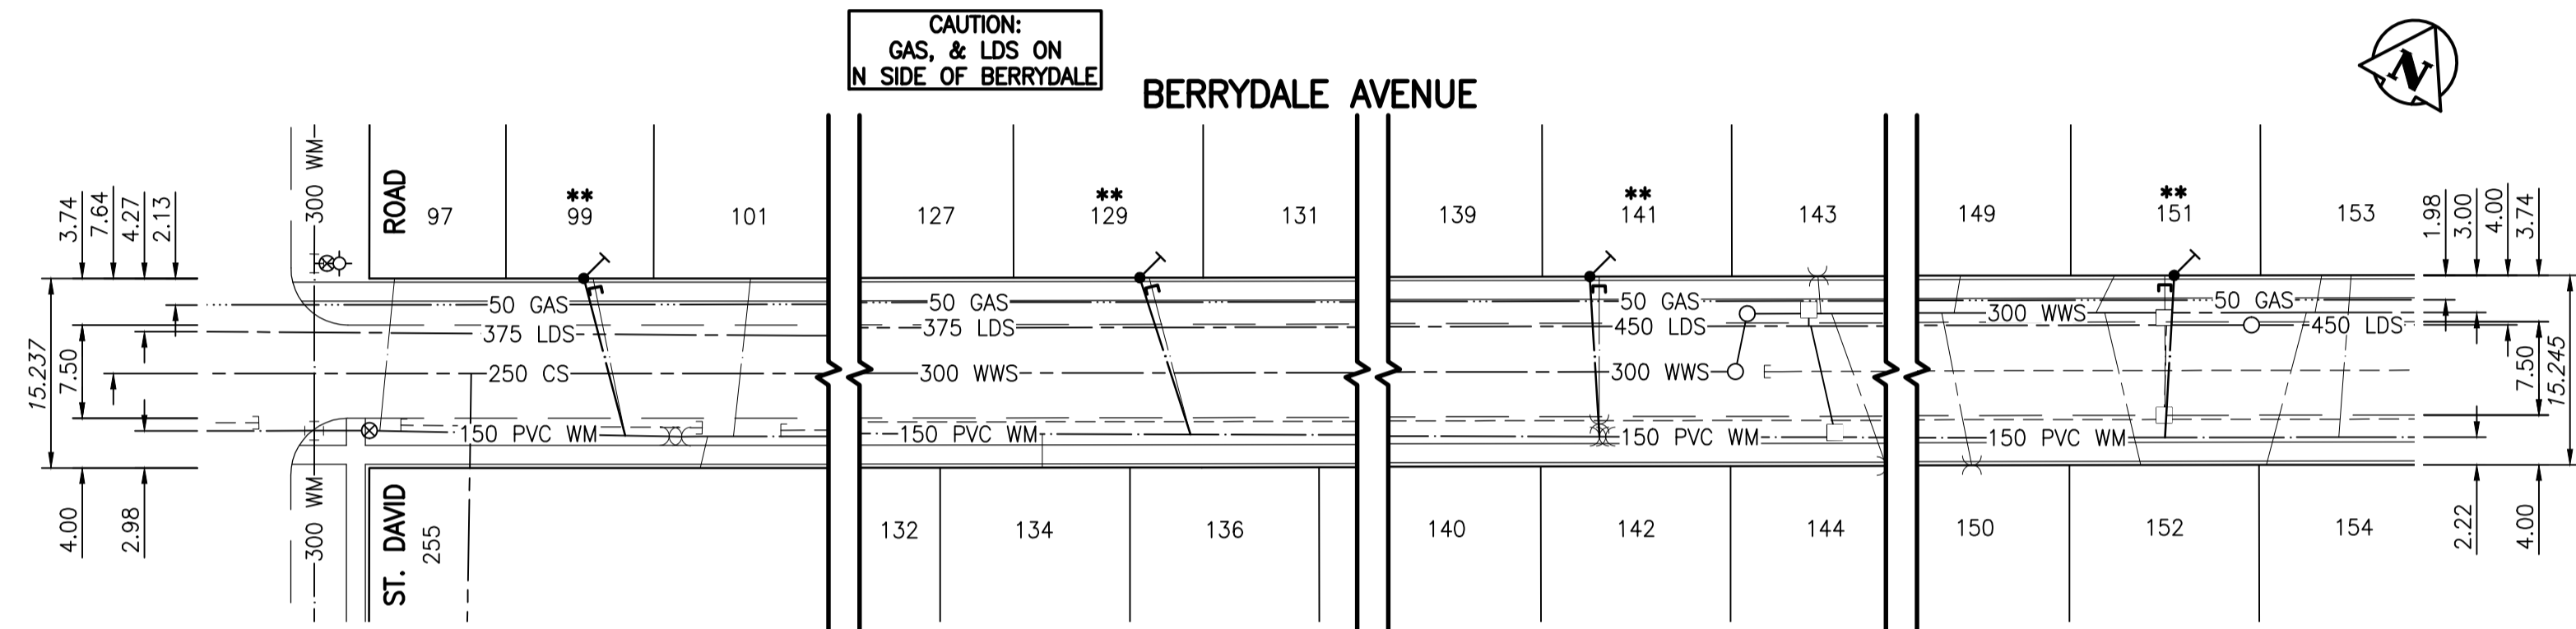 CAUTION:
GAS, & LDS ON
N SIDE OF BERRYDALE
BERRYDALE AVENUE
N
300 WM
ROAD
97
**
99
101
127
**
129
131
139
**
141
143
149
**
151
153
3.74
7.64
4.27
2.13
1.98
3.00
4.00
3.74
50 GAS
50 GAS
50 GAS
50 GAS
375 LDS
375 LDS
450 LDS
450 LDS
300 WWS
250 CS
300 WWS
300 WWS
15.237
7.50
7.50
15.245
150 PVC WM
150 PVC WM
150 PVC WM
150 PVC WM
4.00
2.98
300 WM
ST. DAVID
255
132
134
136
140
142
144
150
152
154
2.22
4.00